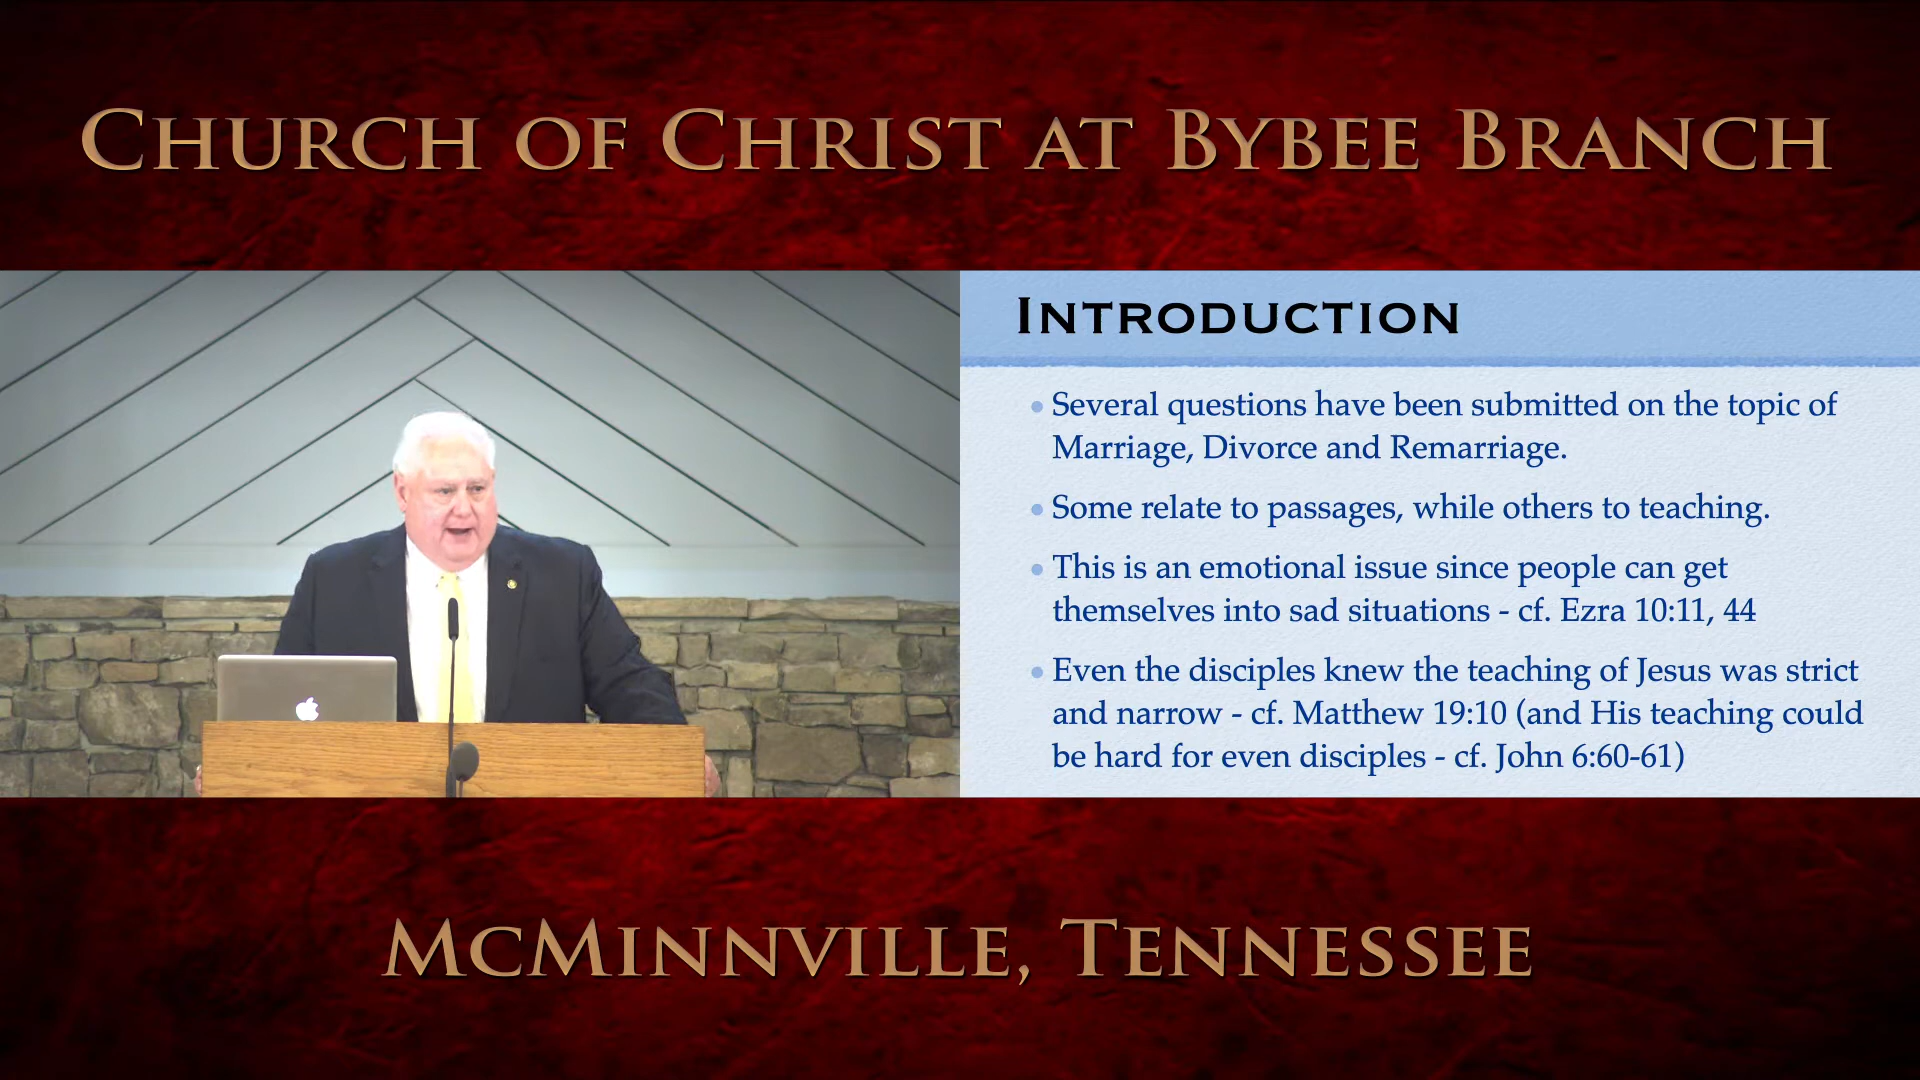 Church of Christ at Bybee Branch
Introduction
• Several questions have been submitted on the topic of
Marriage, Divorce and Remarriage.
• Some relate to passages, while others to teaching.
• This is an emotional issue since people can get
themselves into sad situations - cf. Ezra 10:11, 44
• Even the disciples knew the teaching of Jesus was strict
and narrow - cf. Matthew 19:10 (and His teaching could
be hard for even disciples - cf. John 6:60-61)
McMinnville, Tennessee